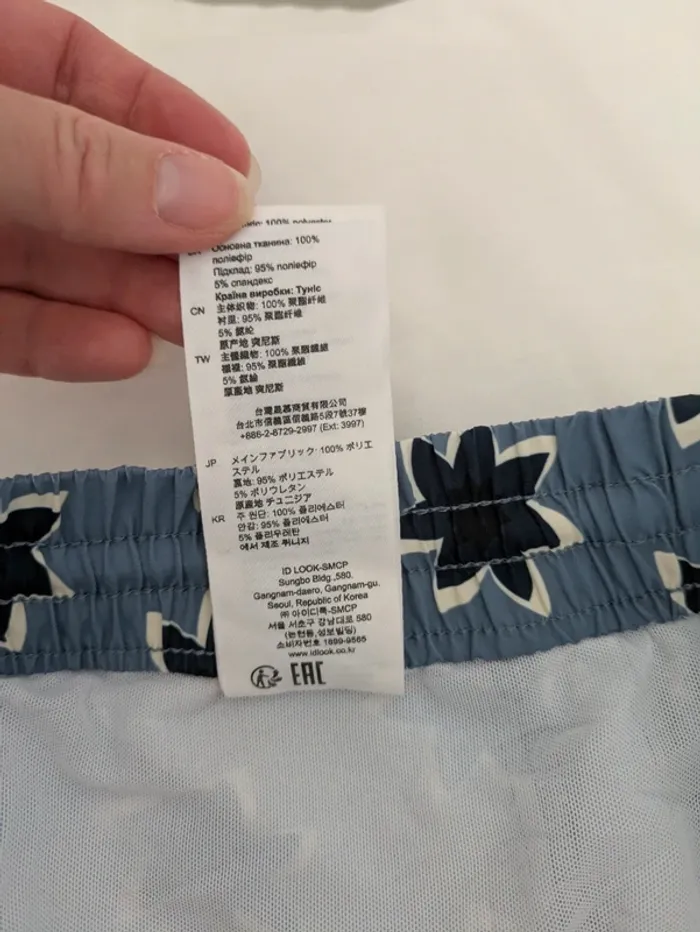 100% polyester
Основна тканина: 100%
поліефір
Підклад: 95% поліефір
5% спандекс
Країна виробки: Туніс
CN 主体织物: 100% 聚酯纤维
衬里: 95% 聚酯纤维
5% 氨纶
原产地 突尼斯
TW 主體織物: 100% 聚酯纖維
襯裡: 95% 聚酯纖維
5% 氨綸
原產地 突尼斯
台灣晟慕商貿有限公司
台北市信義區信義路5段7號37樓
+886-2-8729-2997 (Ext: 3997)
JP メインファブリック: 100% ポリエ
ステル
裏地: 95% ポリエステル
5% ポリウレタン
原産地 チュニジア
KR 주 원단: 100% 폴리에스터
안감: 95% 폴리에스터
5% 폴리우레탄
에서 제조 튀니지
ID LOOK-SMCP
Sungbo Bldg.,580,
Gangnam-daero, Gangnam-gu,
Seoul, Republic of Korea
㈜ 아이디룩-SMCP
서울 서초구 강남대로 580
(논현동,성보빌딩)
소비자번호 1699-9565
www.idlook.co.kr
EAC